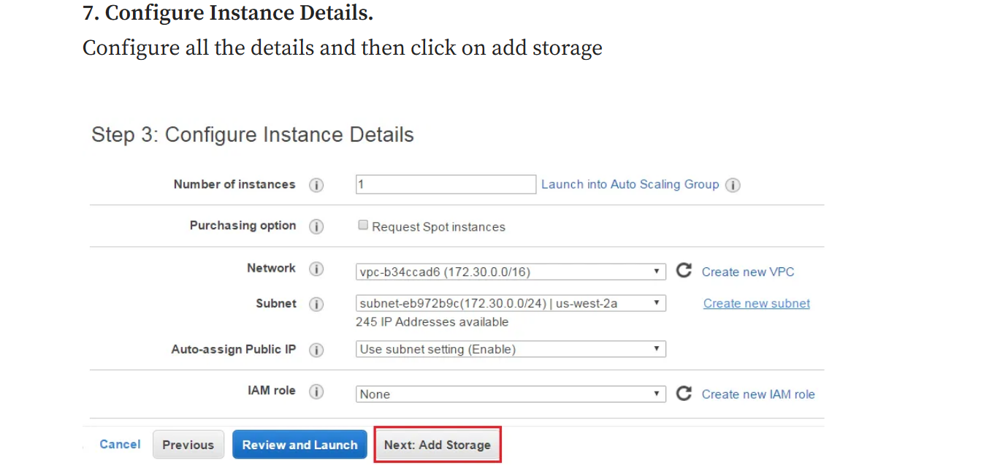 7. Configure Instance Details.
Configure all the details and then click on add storage
Step 3: Configure Instance Details
Number of instances i 1 Launch into Auto Scaling Group i
Purchasing option i Request Spot instances
Network i vpc-b34ccad6 (172.30.0.0/16) Create new VPC
Subnet i subnet-eb972b9c(172.30.0.0/24) | us-west-2a Create new subnet
245 IP Addresses available
Auto-assign Public IP i Use subnet setting (Enable)
IAM role i None Create new IAM role
Cancel Previous Review and Launch Next: Add Storage